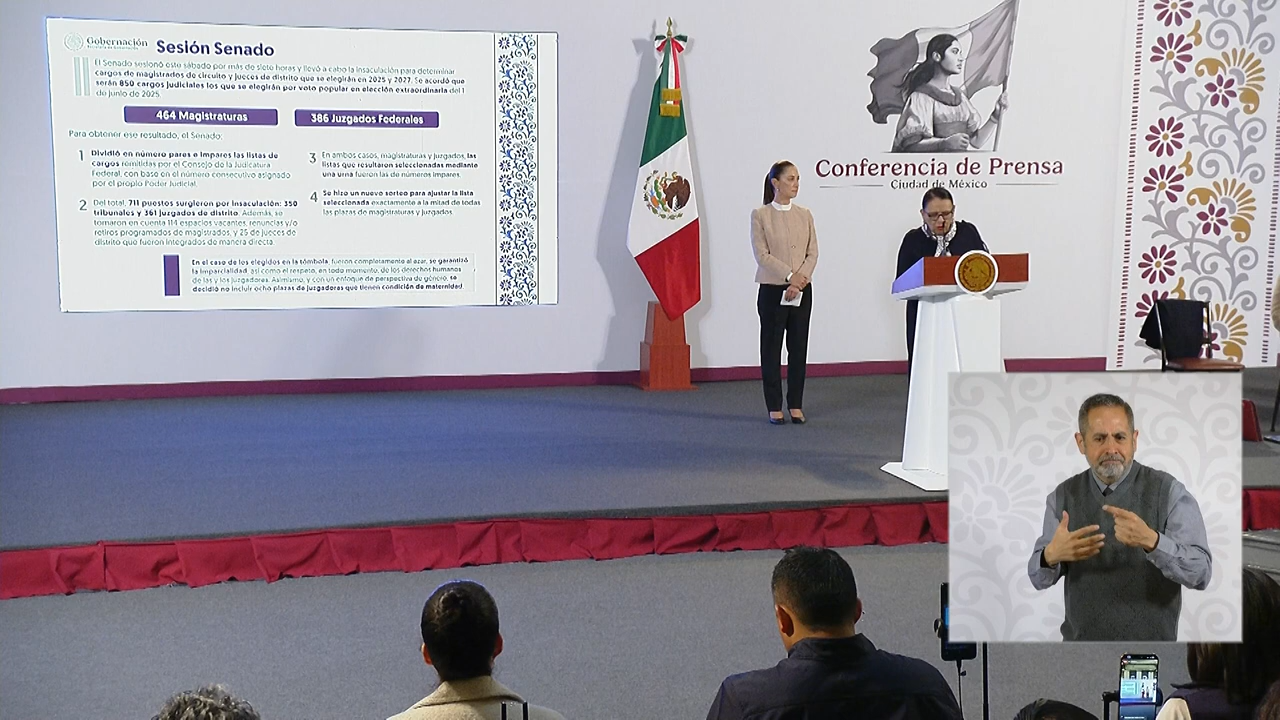 Gobernación
Secretaría de Gobernación
Sesión Senado
El Senado sesionó este sábado por más de siete horas y llevó a cabo la insaculación para determinar
cargos de magistrados de circuito y jueces de distrito que se elegirán en 2025 y 2027. Se acordó que
serán 850 cargos judiciales los que se elegirán por voto popular en elección extraordinaria del 1
de junio de 2025.
464 Magistraturas
386 Juzgados Federales
Para obtener ese resultado, el Senado:
1 Dividió en número pares e impares las listas de
cargos remitidas por el Consejo de la Judicatura
Federal, con base en el número consecutivo asignado
por el propio Poder Judicial.
2 Del total, 711 puestos surgieron por insaculación: 350
tribunales y 361 juzgados de distrito. Además, se
tomaron en cuenta 114 espacios vacantes, renuncias y/o
retiros programados de magistrados, y 25 de jueces de
distrito que fueron integrados de manera directa.
3 En ambos casos, magistraturas y juzgados, las
listas que resultaron seleccionadas mediante
una urna fueron las de números impares.
4 Se hizo un nuevo sorteo para ajustar la lista
seleccionada exactamente a la mitad de todas
las plazas de magistraturas y juzgados
En el caso de los elegidos en la tómbola, fueron completamente al azar, se garantizó
la imparcialidad, así como el respeto, en todo momento, de los derechos humanos
de las y los juzgadores. Asimismo, y con un enfoque de perspectiva de género, se
decidió no incluir ocho plazas de juzgadoras que tienen condición de maternidad.
Conferencia de Prensa
Ciudad de México